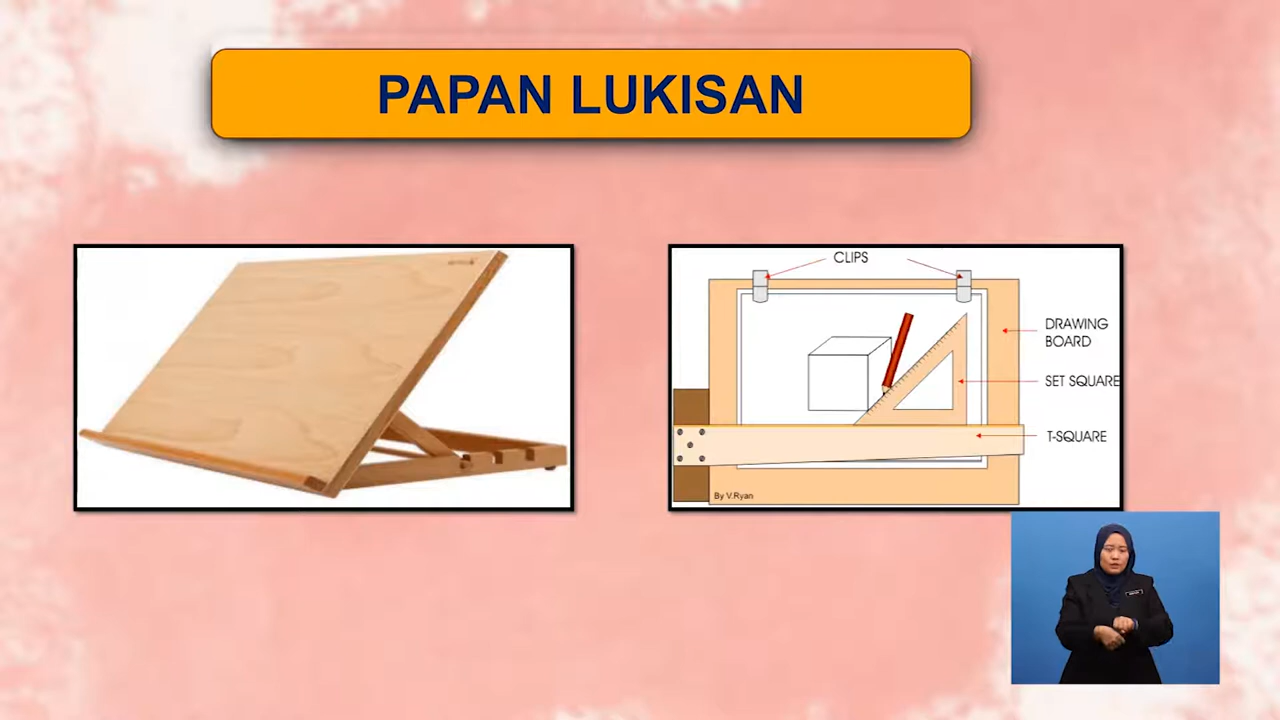 PAPAN LUKISAN
CLIPS
DRAWING
BOARD
SET SQUARE
T-SQUARE
By V.Ryan